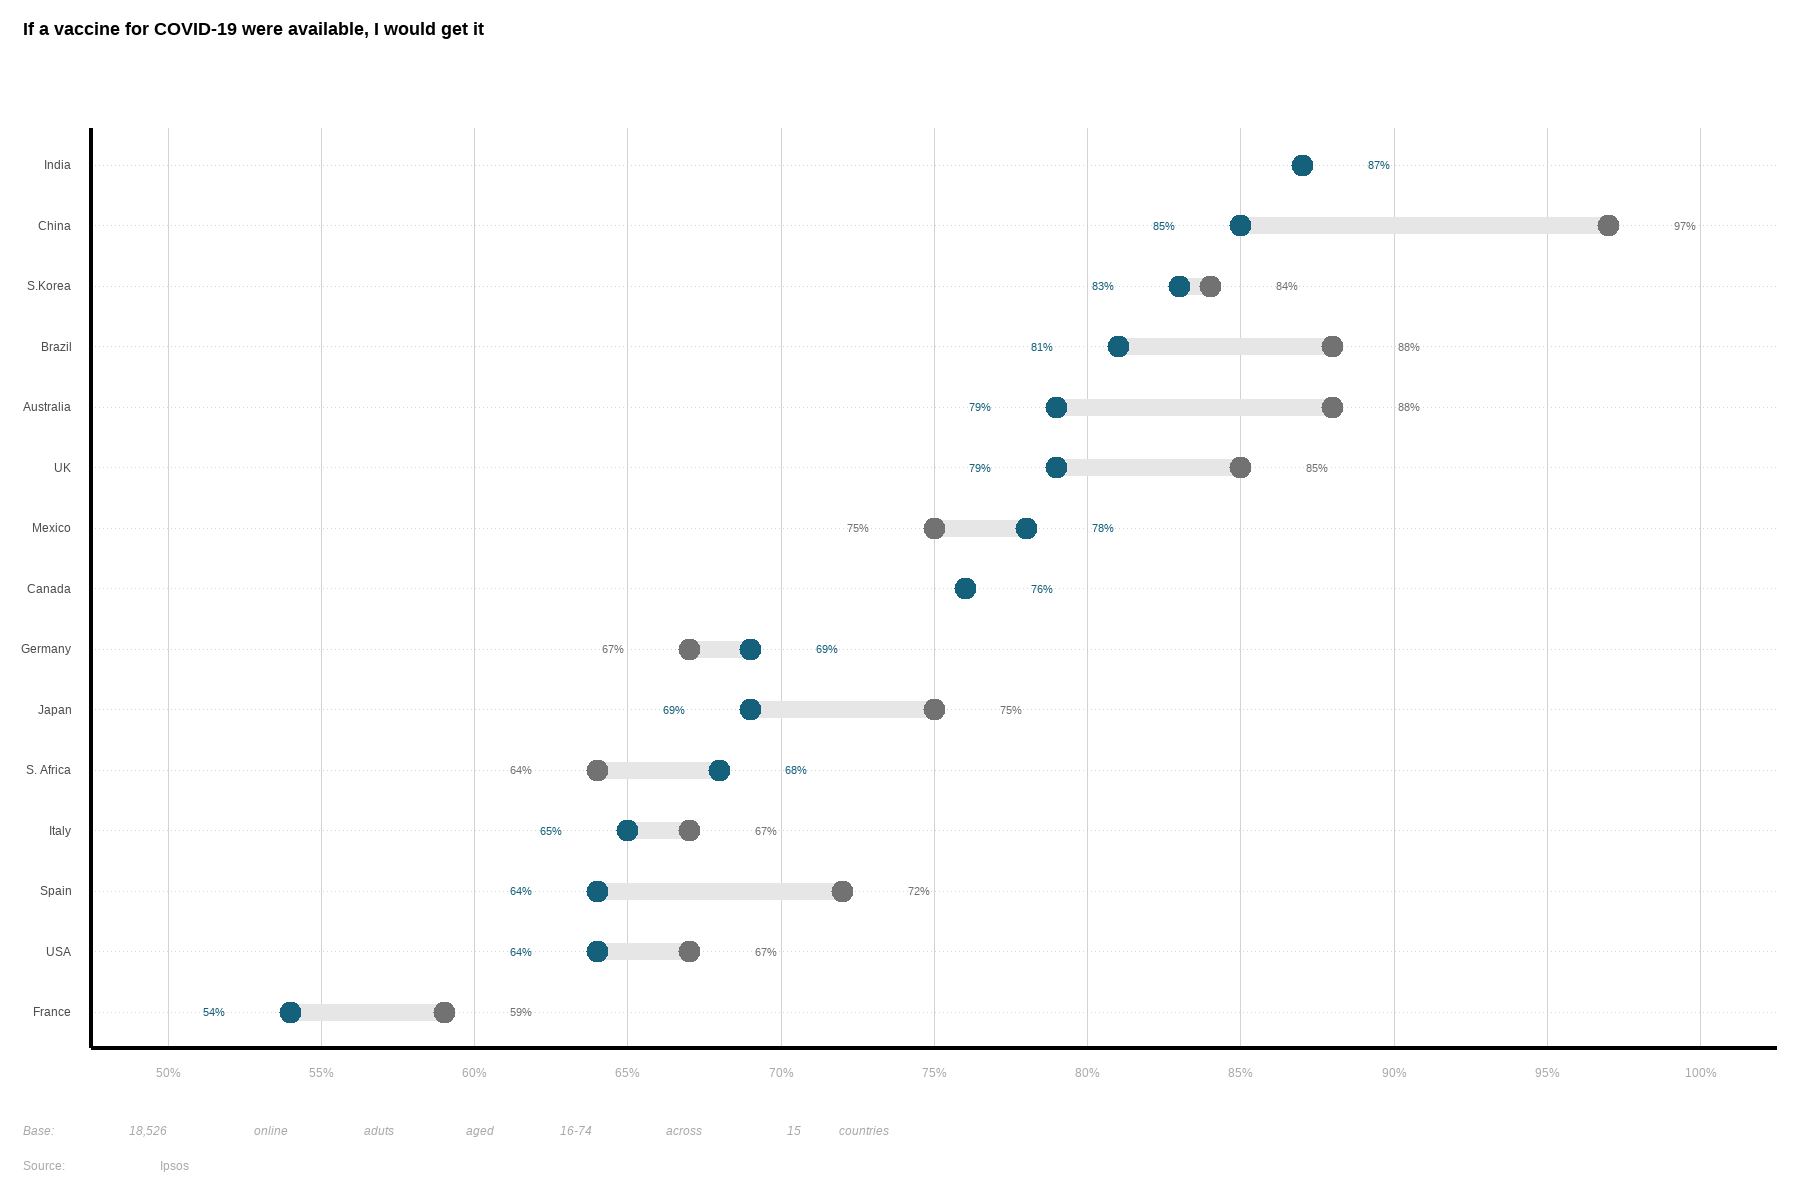 If a vaccine for COVID-19 were available, I would get it
India 87%
China 85% 97%
S.Korea 83% 84%
Brazil 81% 88%
Australia 79% 88%
UK 79% 85%
Mexico 75% 78%
Canada 76%
Germany 67% 69%
Japan 69% 75%
S. Africa 64% 68%
Italy 65% 67%
Spain 64% 72%
USA 64% 67%
France 54% 59%
50% 55% 60% 65% 70% 75% 80% 85% 90% 95% 100%
Base: 18,526 online aduts aged 16-74 across 15 countries
Source: Ipsos